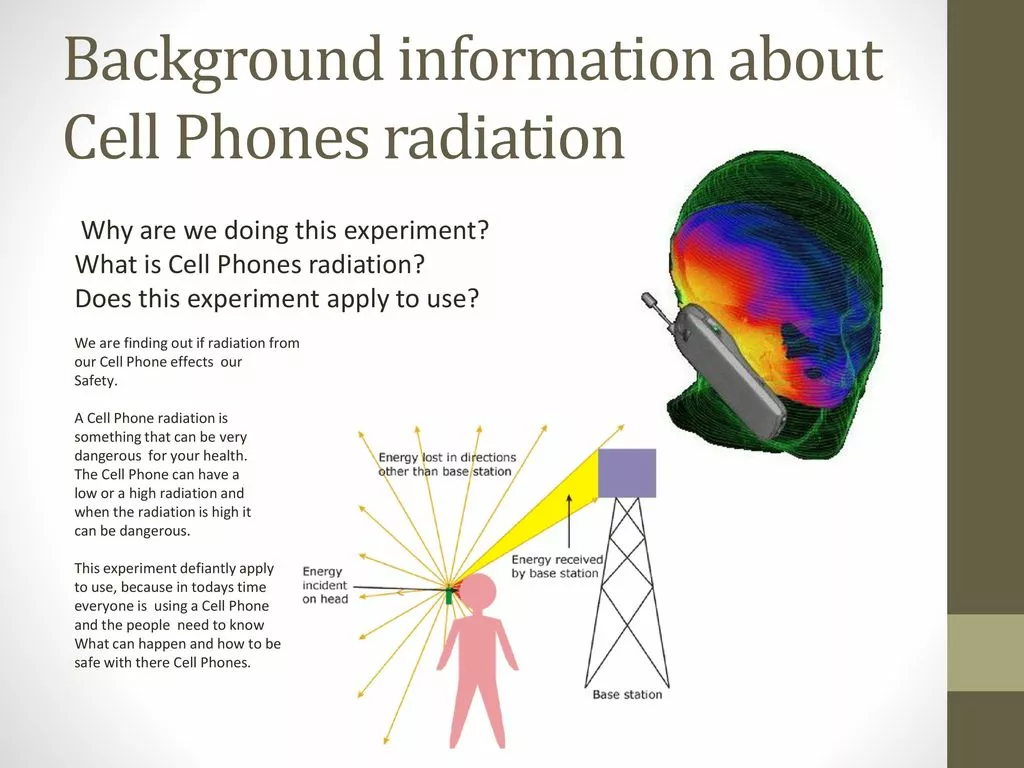 Background information about
Cell Phones radiation
Why are we doing this experiment?
What is Cell Phones radiation?
Does this experiment apply to use?
We are finding out if radiation from
our Cell Phone effects our
Safety.
A Cell Phone radiation is
something that can be very
dangerous for your health.
The Cell Phone can have a
low or a high radiation and
when the radiation is high it
can be dangerous.
This experiment defiantly apply
to use, because in todays time
everyone is using a Cell Phone
and the people need to know
What can happen and how to be
safe with there Cell Phones.
Energy lost in directions
other than base station
Energy received
by base station
Energy
incident
on head
Base station